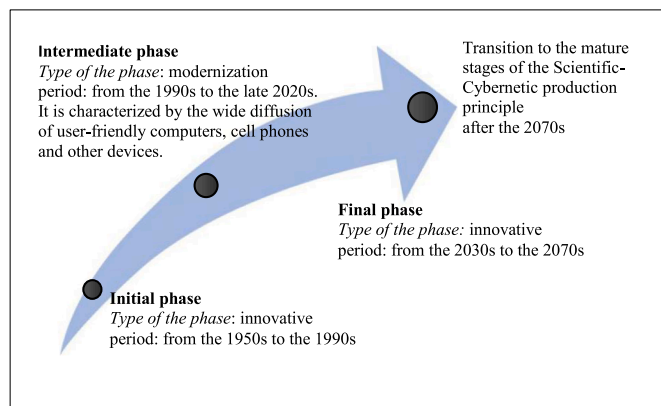 Intermediate phase
Type of the phase: modernization
period: from the 1990s to the late 2020s.
It is characterized by the wide diffusion
of user-friendly computers, cell phones
and other devices.
Transition to the mature
stages of the Scientific-
Cybernetic production
principle
after the 2070s
Final phase
Type of the phase: innovative
period: from the 2030s to the 2070s
Initial phase
Type of the phase: innovative
period: from the 1950s to the 1990s